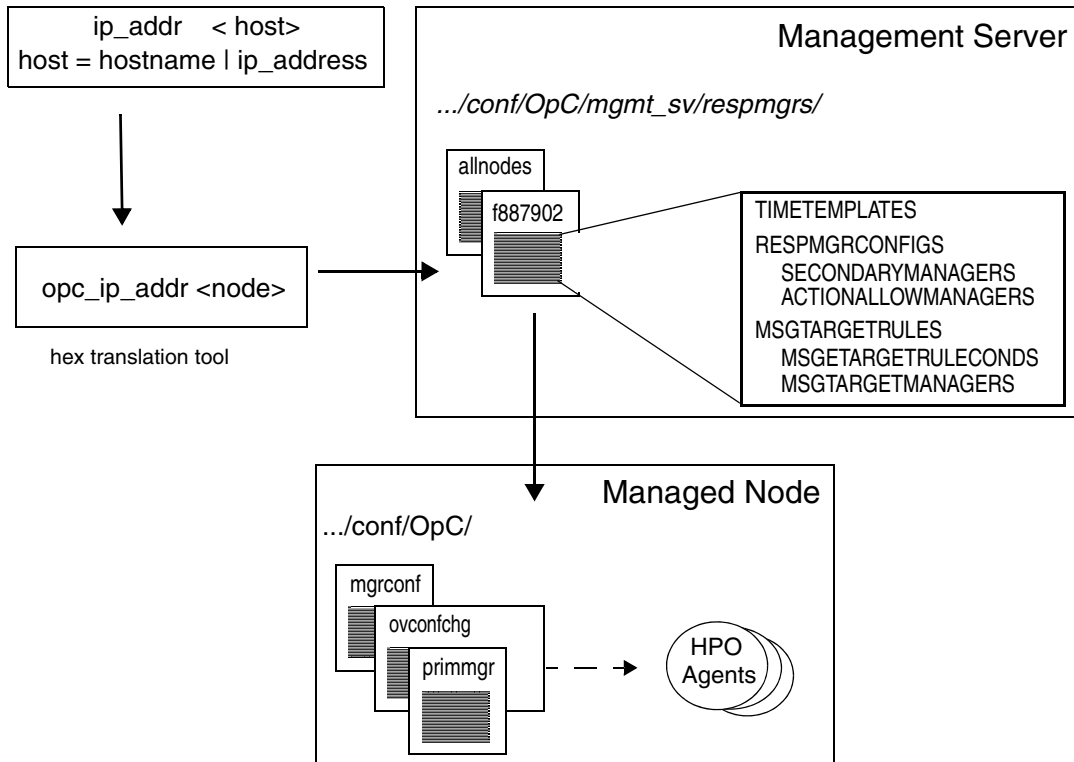 ip_addr < host>
host = hostname | ip_address
opc_ip_addr <node>
hex translation tool
Management Server
.../conf/OpC/mgmt_sv/respmgrs/
allnodes
f887902
TIMETEMPLATES
RESPMGRCONFIGS
SECONDARYMANAGERS
ACTIONALLOWMANAGERS
MSGTARGETRULES
MSGETARGETRULECONDS
MSGTARGETMANAGERS
Managed Node
.../conf/OpC/
mgrconf
ovconfchg
primmgr
HPO
Agents